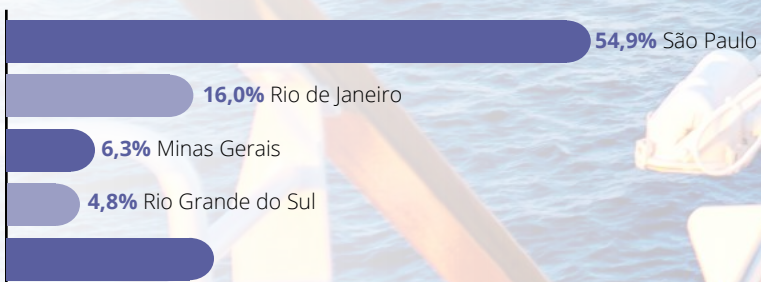 54,9% São Paulo
16,0% Rio de Janeiro
6,3% Minas Gerais
4,8% Rio Grande do Sul